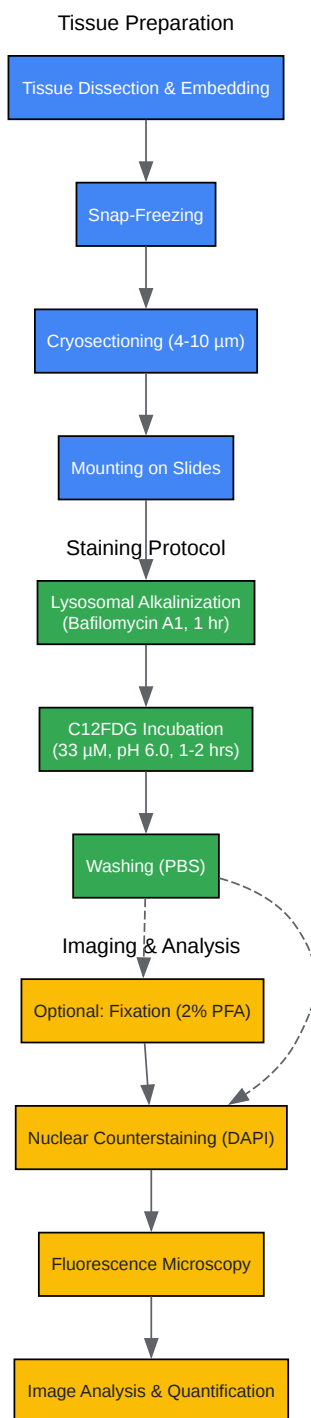 Tissue Preparation
Tissue Dissection & Embedding
Snap-Freezing
Cryosectioning (4-10 µm)
Mounting on Slides
Staining Protocol
Lysosomal Alkalinization
(Bafilomycin A1, 1 hr)
C12FDG Incubation
(33 µM, pH 6.0, 1-2 hrs)
Washing (PBS)
Imaging & Analysis
Optional: Fixation (2% PFA)
Nuclear Counterstaining (DAPI)
Fluorescence Microscopy
Image Analysis & Quantification